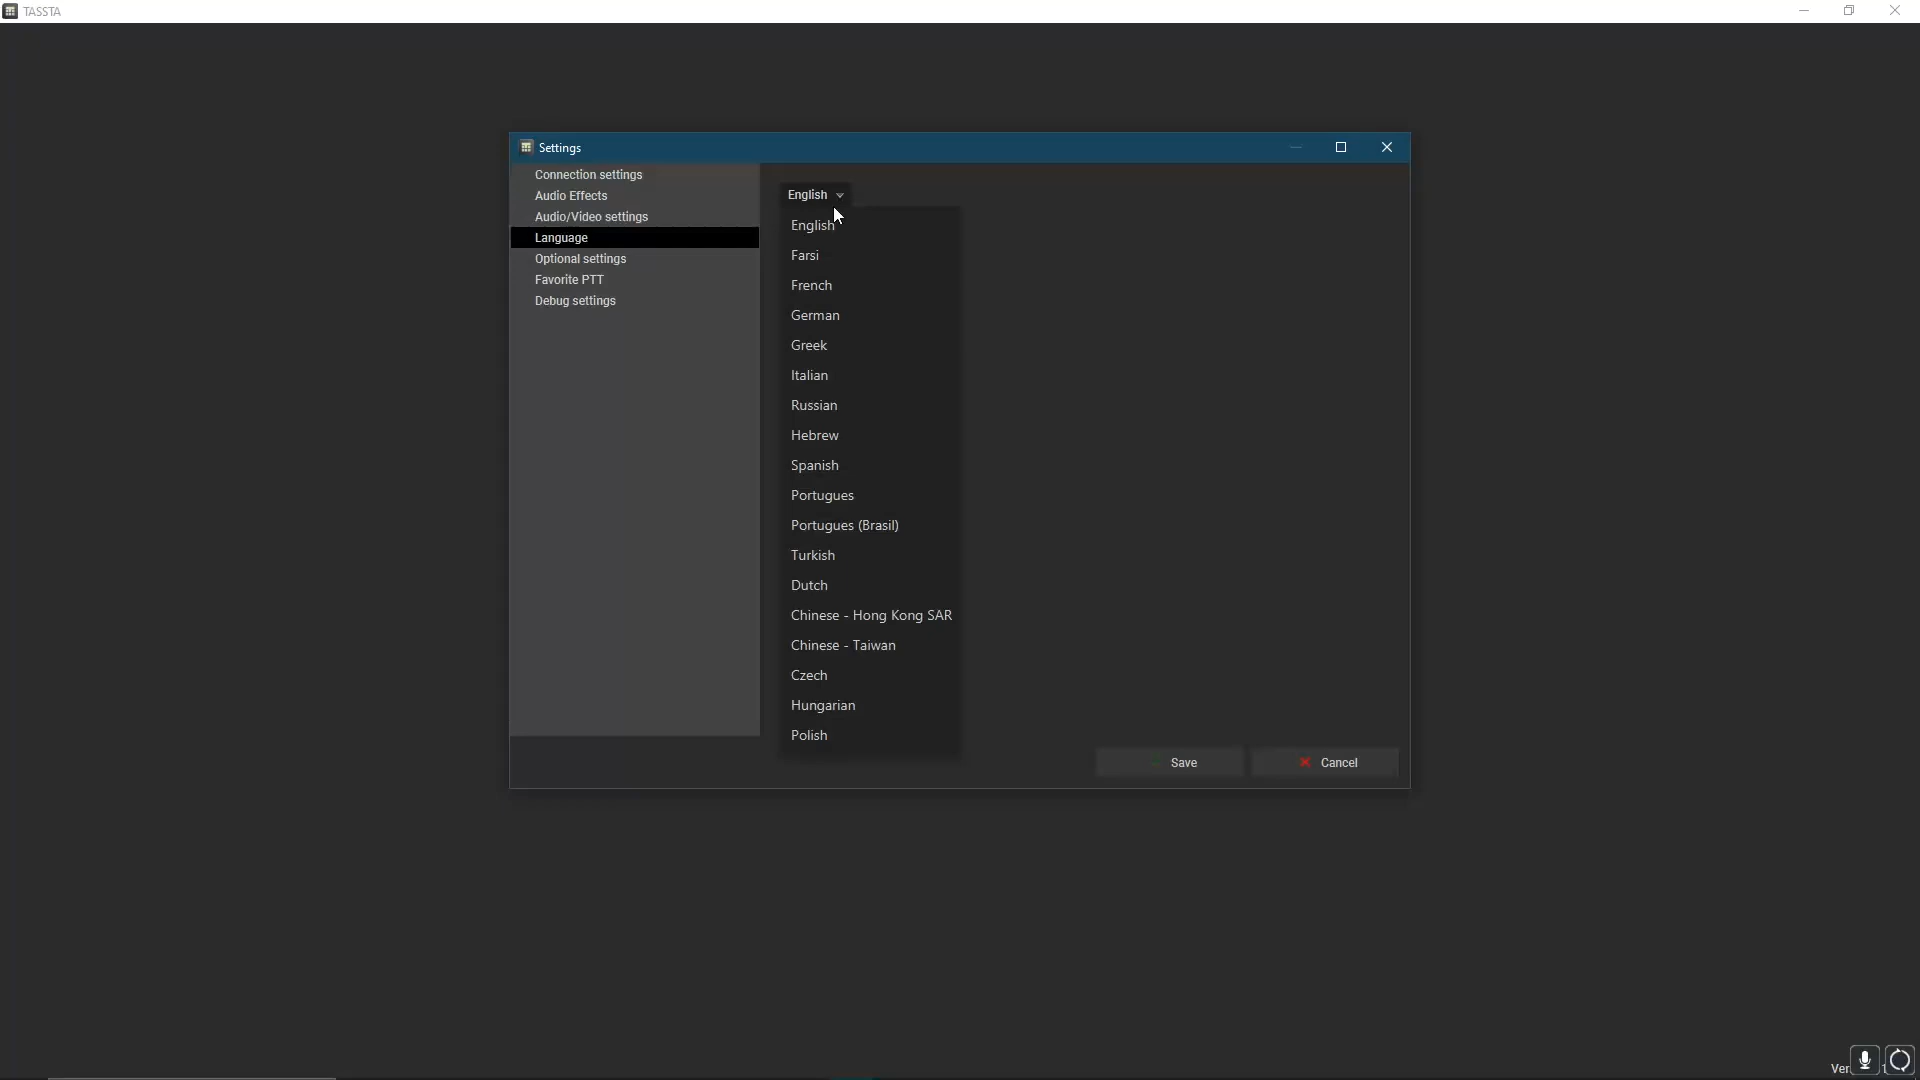 TASSTA
Settings
Connection settings
Audio Effects
Audio/Video settings
Language
Optional settings
Favorite PTT
Debug settings
English
English
Farsi
French
German
Greek
Italian
Russian
Hebrew
Spanish
Portugues
Portugues (Brasil)
Turkish
Dutch
Chinese - Hong Kong SAR
Chinese - Taiwan
Czech
Hungarian
Polish
Save
Cancel